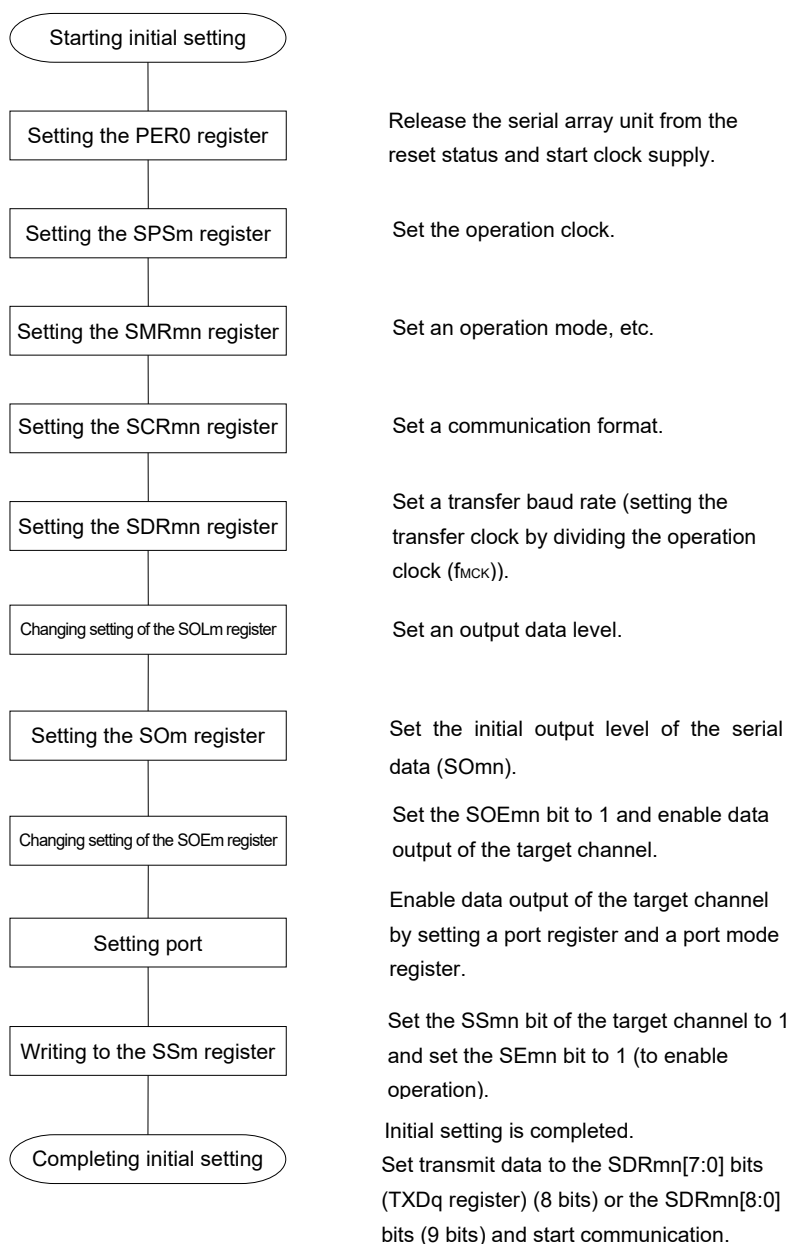 Starting initial setting
Setting the PER0 register
Release the serial array unit from the
reset status and start clock supply.
Setting the SPSm register
Set the operation clock.
Setting the SMRmn register
Set an operation mode, etc.
Setting the SCRmn register
Set a communication format.
Setting the SDRmn register
Set a transfer baud rate (setting the
transfer clock by dividing the operation
clock (fMCK)).
Changing setting of the SOLm register
Set an output data level.
Setting the SOm register
Set the initial output level of the serial
data (SOmn).
Changing setting of the SOEm register
Set the SOEmn bit to 1 and enable data
output of the target channel.
Setting port
Enable data output of the target channel
by setting a port register and a port mode
register.
Writing to the SSm register
Set the SSmn bit of the target channel to 1
and set the SEmn bit to 1 (to enable
operation).
Completing initial setting
Initial setting is completed.
Set transmit data to the SDRmn[7:0] bits
(TXDq register) (8 bits) or the SDRmn[8:0]
bits (9 bits) and start communication.